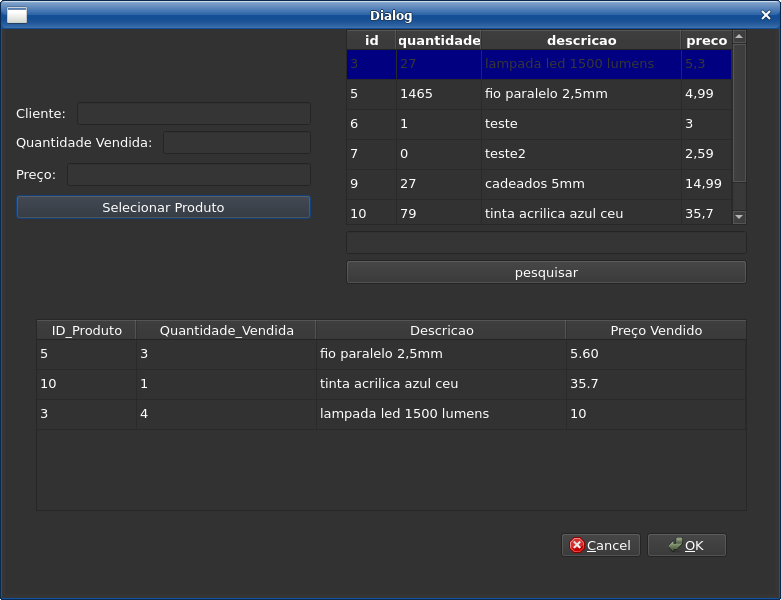 Dialog
id quantidade descricao preco
3 27 lampada led 1500 lumens 5,3
5 1465 fio paralelo 2,5mm 4,99
6 1 teste 3
7 0 teste2 2,59
9 27 cadeados 5mm 14,99
10 79 tinta acrilica azul ceu 35,7
Cliente:
Quantidade Vendida:
Preço:
Selecionar Produto
pesquisar
ID_Produto Quantidade_Vendida Descricao Preço Vendido
5 3 fio paralelo 2,5mm 5.60
10 1 tinta acrilica azul ceu 35.7
3 4 lampada led 1500 lumens 10
Cancel OK